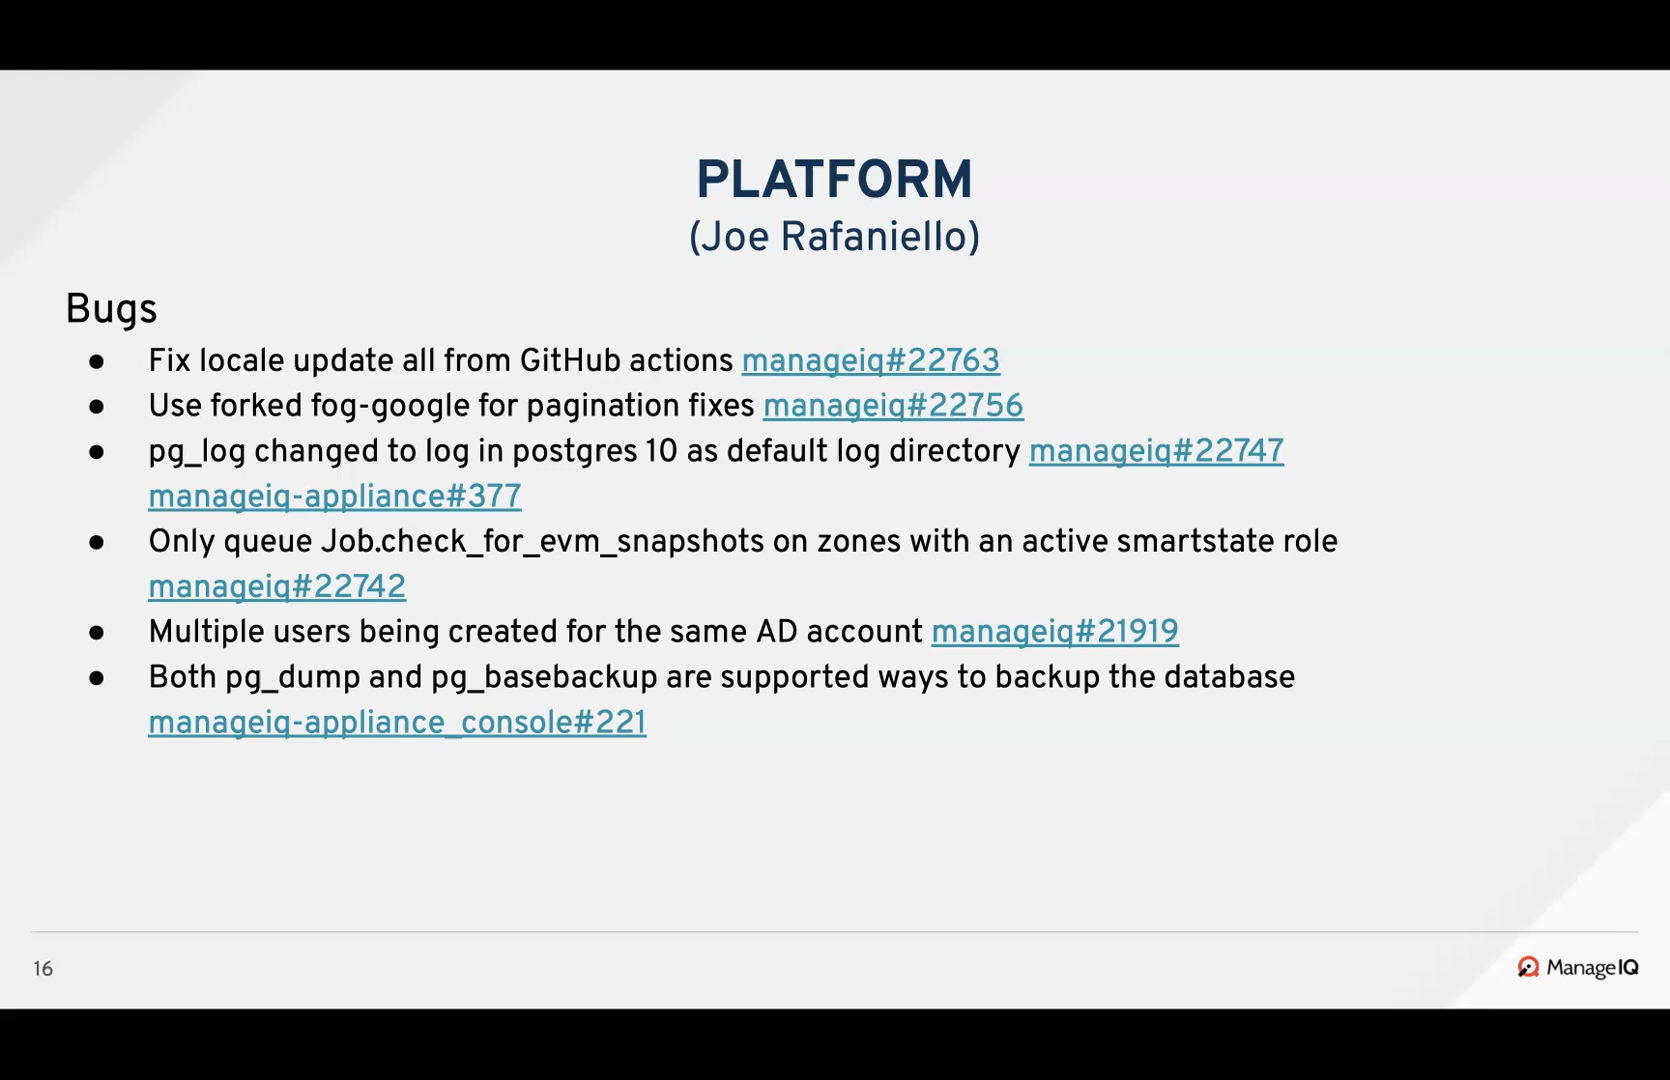 PLATFORM
(Joe Rafaniello)
Bugs
● Fix locale update all from GitHub actions manageiq#22763
● Use forked fog-google for pagination fixes manageiq#22756
● pg_log changed to log in postgres 10 as default log directory manageiq#22747
manageiq-appliance#377
● Only queue Job.check_for_evm_snapshots on zones with an active smartstate role
manageiq#22742
● Multiple users being created for the same AD account manageiq#21919
● Both pg_dump and pg_basebackup are supported ways to backup the database
manageiq-appliance_console#221
16
ManageIQ